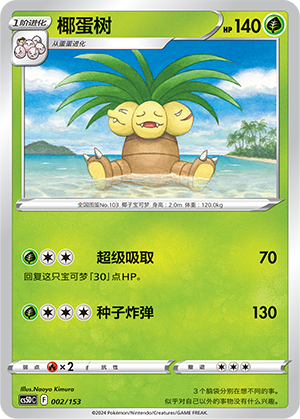 1阶进化 椰蛋树 HP 140
从蛋蛋进化
全国图鉴No.103 椰子宝可梦 身高：2.0m 体重：120.0kg
超级吸取 70
回复这只宝可梦「30」点HP。
种子炸弹 130
弱点 ×2 抗性 撤退
Illus.Naoyo Kimura
cs5DC F 002/153
3个脑袋分别在想不同的事，
似乎对自己以外的事物没有什么兴趣。
©2024 Pokémon/Nintendo/Creatures/GAME FREAK.